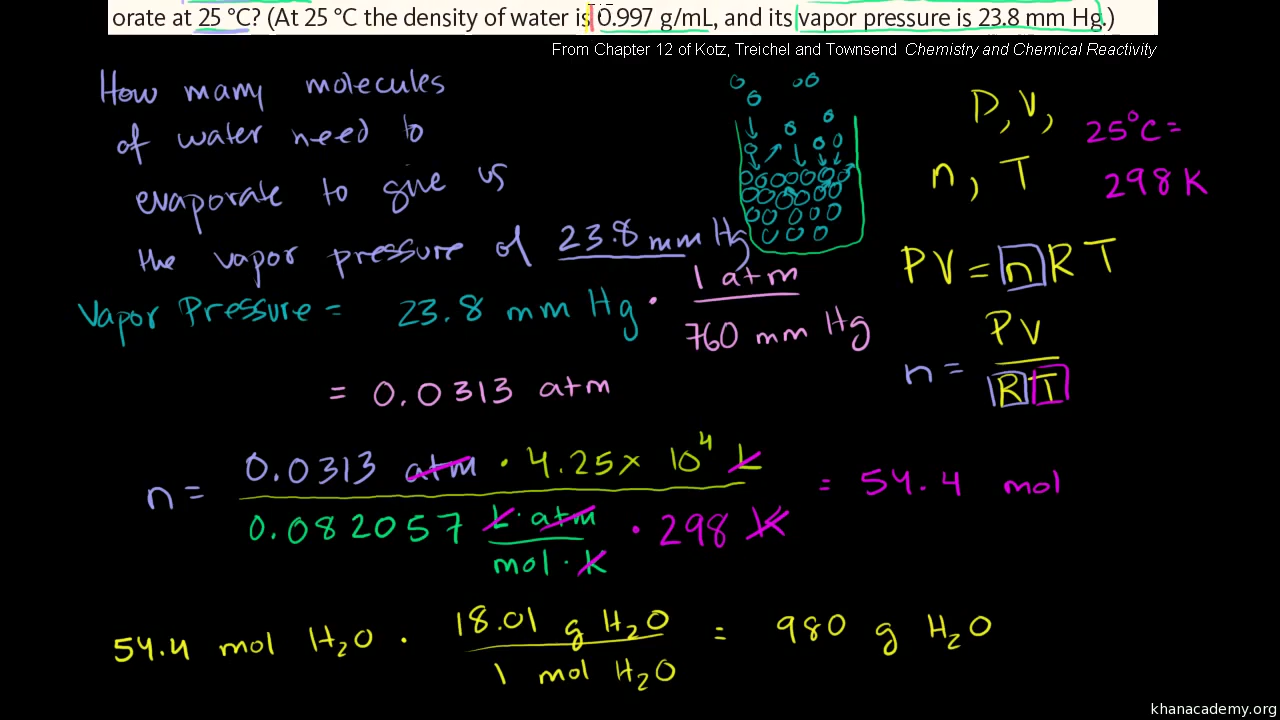 orate at 25 °C? (At 25 °C the density of water is 0.997 g/mL, and its vapor pressure is 23.8 mm Hg.)
From Chapter 12 of Kotz, Treichel and Townsend Chemistry and Chemical Reactivity
How many molecules
of water need to
evaporate to give us
the vapor pressure of 23.8 mm Hg
D, V,
n, T
25°C =
298 K
PV = nRT
n = PV
RT
Vapor Pressure = 23.8 mm Hg · 1 atm
760 mm Hg
= 0.0313 atm
n = 0.0313 atm · 4.25 × 10⁴ L
0.082057 L·atm · 298 K
mol·K
= 54.4 mol
54.4 mol H₂O · 18.01 g H₂O = 980 g H₂O
1 mol H₂O
khanacademy.org